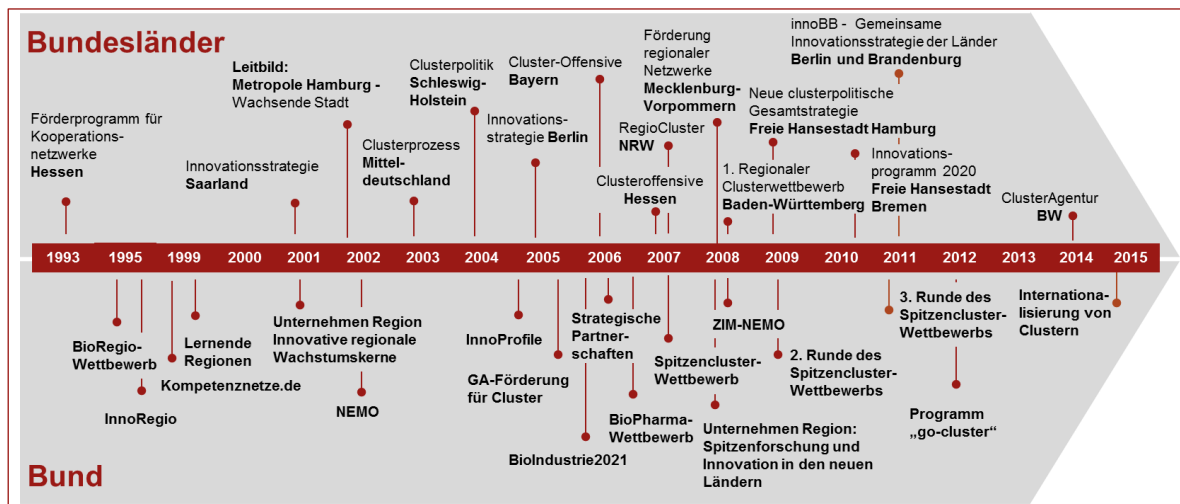 Bundesländer
Förderprogramm für
Kooperations-
netzwerke
Hessen
Innovationsstrategie
Saarland
Leitbild:
Metropole Hamburg -
Wachsende Stadt
Clusterprozess
Mittel-
deutschland
Clusterpolitik
Schleswig-
Holstein
Innovations-
strategie Berlin
Cluster-Offensive
Bayern
Clusteroffensive
Hessen
RegioCluster
NRW
Förderung
regionaler
Netzwerke
Mecklenburg-
Vorpommern
1. Regionaler
Clusterwettbewerb
Baden-Württemberg
Neue clusterpolitische
Gesamtstrategie
Freie Hansestadt Hamburg
innoBB - Gemeinsame
Innovationsstrategie der Länder
Berlin und Brandenburg
Innovations-
programm 2020
Freie Hansestadt
Bremen
ClusterAgentur
BW
1993 1995 1999 2000 2001 2002 2003 2004 2005 2006 2007 2008 2009 2010 2011 2012 2013 2014 2015
BioRegio-
Wettbewerb
InnoRegio
Kompetenznetze.de
Lernende
Regionen
Unternehmen Region
Innovative regionale
Wachstumskerne
NEMO
InnoProfile
GA-Förderung
für Cluster
BioIndustrie2021
Strategische
Partner-
schaften
BioPharma-
Wettbewerb
Spitzencluster-
Wettbewerb
Unternehmen Region:
Spitzenforschung und
Innovation in den neuen
Ländern
ZIM-NEMO
2. Runde des
Spitzencluster-
Wettbewerbs
3. Runde des
Spitzencluster-
Wettbewerbs
Programm
„go-cluster“
Internationa-
lisierung von
Clustern
Bund